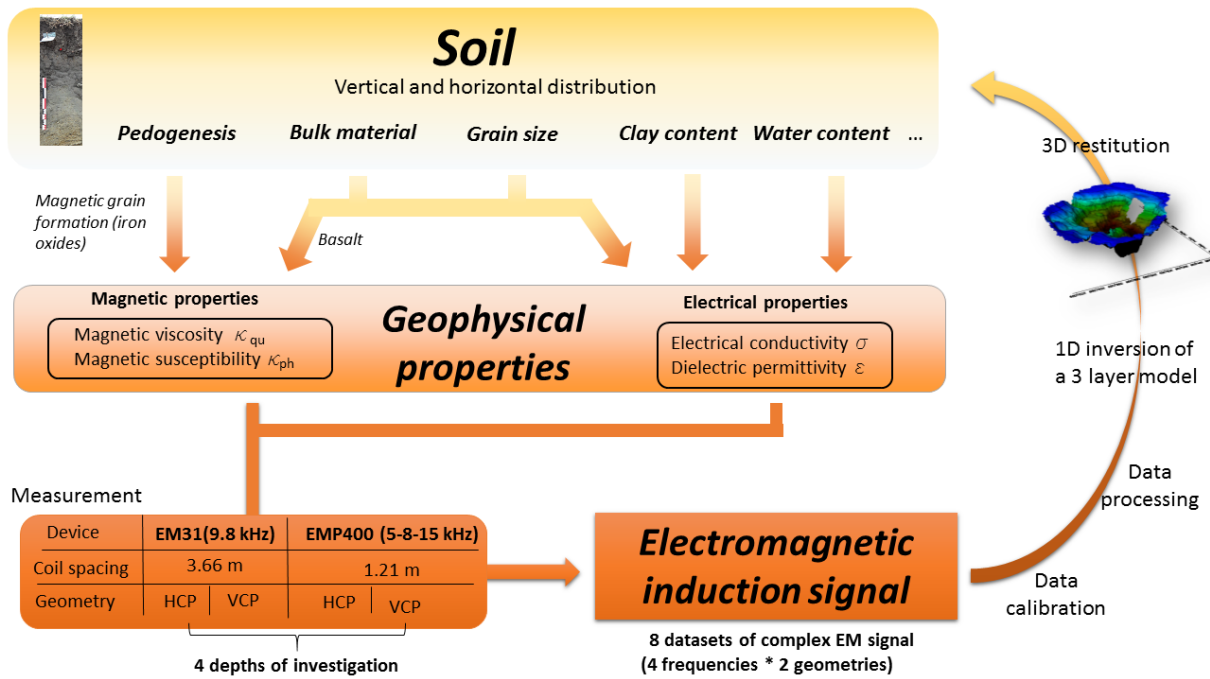 Soil
Vertical and horizontal distribution
Pedogenesis
Bulk material
Grain size
Clay content
Water content
...
3D restitution
Magnetic grain
formation (iron
oxides)
Basalt
Magnetic properties
Magnetic viscosity κ qu
Magnetic susceptibility κph
Geophysical
properties
Electrical properties
Electrical conductivity σ
Dielectric permittivity ε
1D inversion of
a 3 layer model
Data
processing
Data
calibration
Measurement
Device EM31(9.8 kHz) EMP400 (5-8-15 kHz)
Coil spacing 3.66 m 1.21 m
Geometry HCP VCP HCP VCP
4 depths of investigation
Electromagnetic
induction signal
8 datasets of complex EM signal
(4 frequencies * 2 geometries)